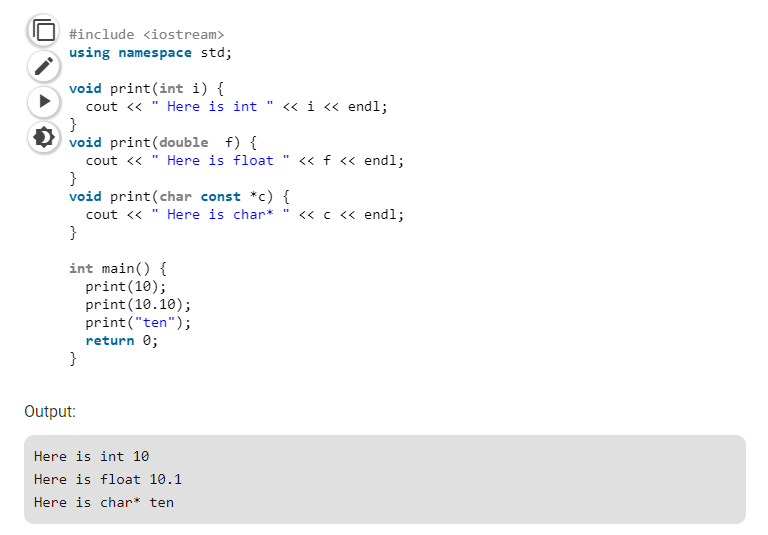 #include <iostream>
using namespace std;
void print(int i) {
  cout << " Here is int " << i << endl;
}
void print(double  f) {
  cout << " Here is float " << f << endl;
}
void print(char const *c) {
  cout << " Here is char* " << c << endl;
}
int main() {
  print(10);
  print(10.10);
  print("ten");
  return 0;
}
Output:
Here is int 10
Here is float 10.1
Here is char* ten